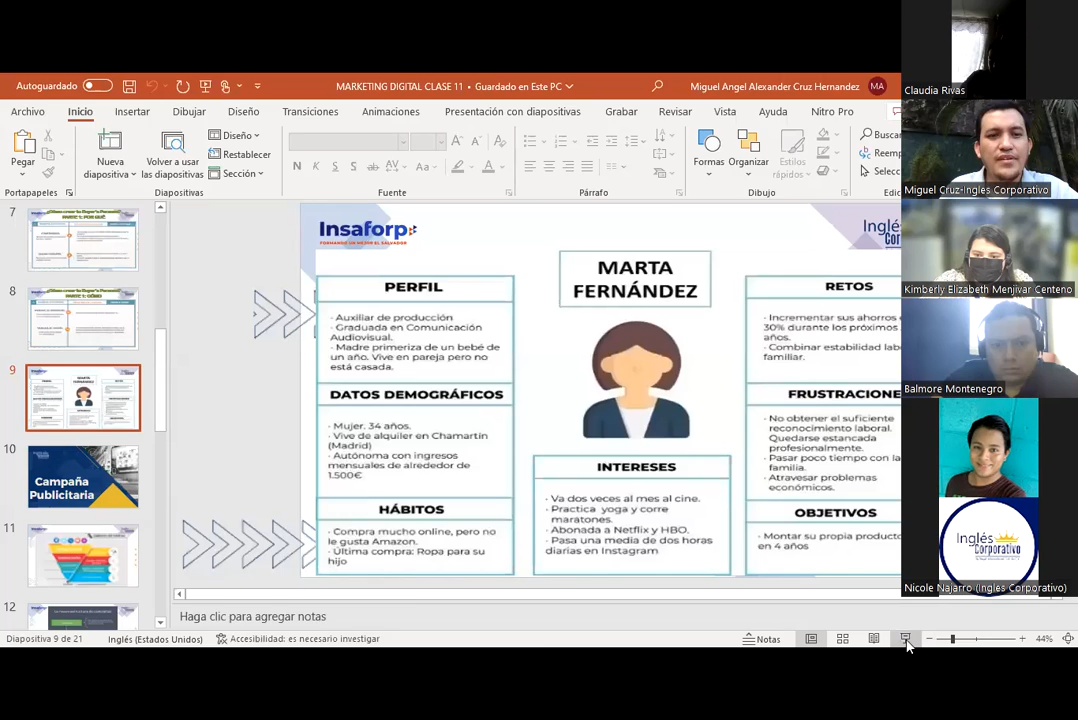 Autoguardado
MARKETING DIGITAL CLASE 11 • Guardado en Este PC
Miguel Angel Alexander Cruz Hernandez
MA
Archivo
Inicio
Insertar
Dibujar
Diseño
Transiciones
Animaciones
Presentación con diapositivas
Grabar
Revisar
Vista
Ayuda
Nitro Pro
Pegar
Nueva
diapositiva
Volver a usar
las diapositivas
Diseño
Restablecer
Sección
Formas
Organizar
Estilos
rápidos
Buscar
Reemp
Selecc
Portapapeles
Diapositivas
Fuente
Párrafo
Dibujo
7
8
9
10
Campaña
Publicitaria
11
12
Insaforp
FORMANDO UN MEJOR EL SALVADOR
Inglé
Cor
MARTA
FERNÁNDEZ
PERFIL
· Auxiliar de producción
· Graduada en Comunicación
Audiovisual.
· Madre primeriza de un bebé de
un año. Vive en pareja pero no
está casada.
DATOS DEMOGRÁFICOS
· Mujer. 34 años.
· Vive de alquiler en Chamartín
(Madrid)
· Autónoma con ingresos
mensuales de alrededor de
1.500€
HÁBITOS
· Compra mucho online, pero no
le gusta Amazon.
· Última compra: Ropa para su
hijo
INTERESES
· Va dos veces al mes al cine.
· Practica yoga y corre
maratones.
· Abonada a Netflix y HBO.
· Pasa una media de dos horas
diarias en Instagram
RETOS
· Incrementar sus ahorros
30% durante los próximos
años.
· Combinar estabilidad lab
familiar.
FRUSTRACIONE
· No obtener el suficiente
reconocimiento laboral.
Quedarse estancada
profesionalmente.
· Pasar poco tiempo con la
familia.
· Atravesar problemas
económicos.
OBJETIVOS
· Montar su propia product
en 4 años
Haga clic para agregar notas
Diapositiva 9 de 21
Inglés (Estados Unidos)
Accesibilidad: es necesario investigar
Notas
44%
Claudia Rivas
Miguel Cruz-Ingles Corporativo
Kimberly Elizabeth Menjivar Centeno
Balmore Montenegro
Inglés
Corporativo
Nicole Najarro (Ingles Corporativo)